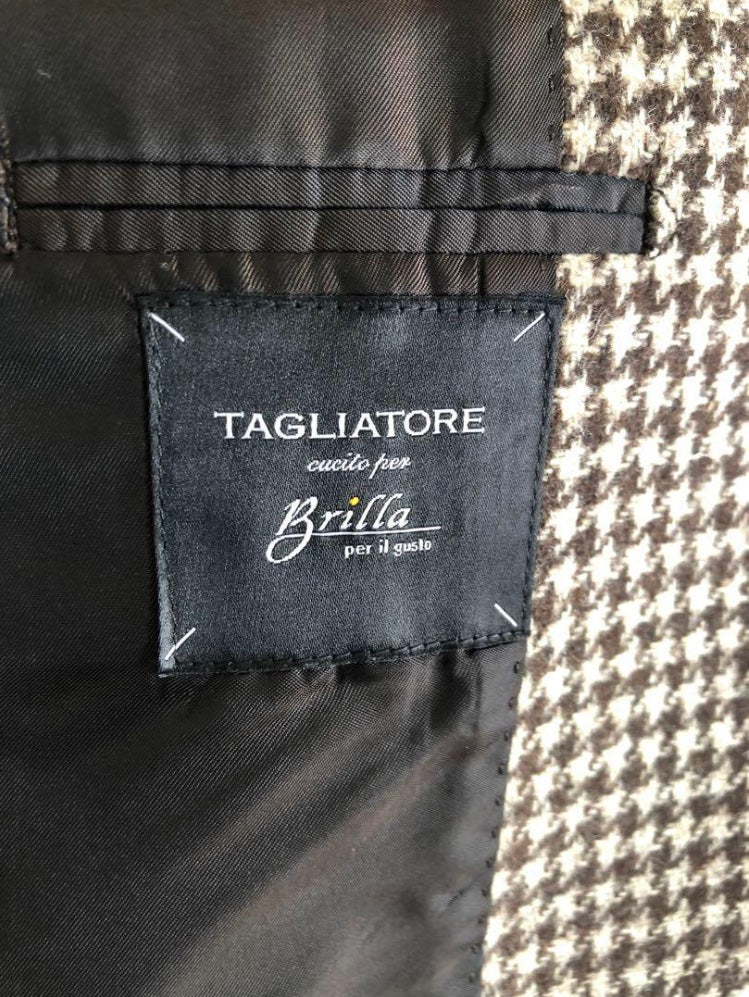 TAGLIATORE
cucito per
Brilla
per il gusto